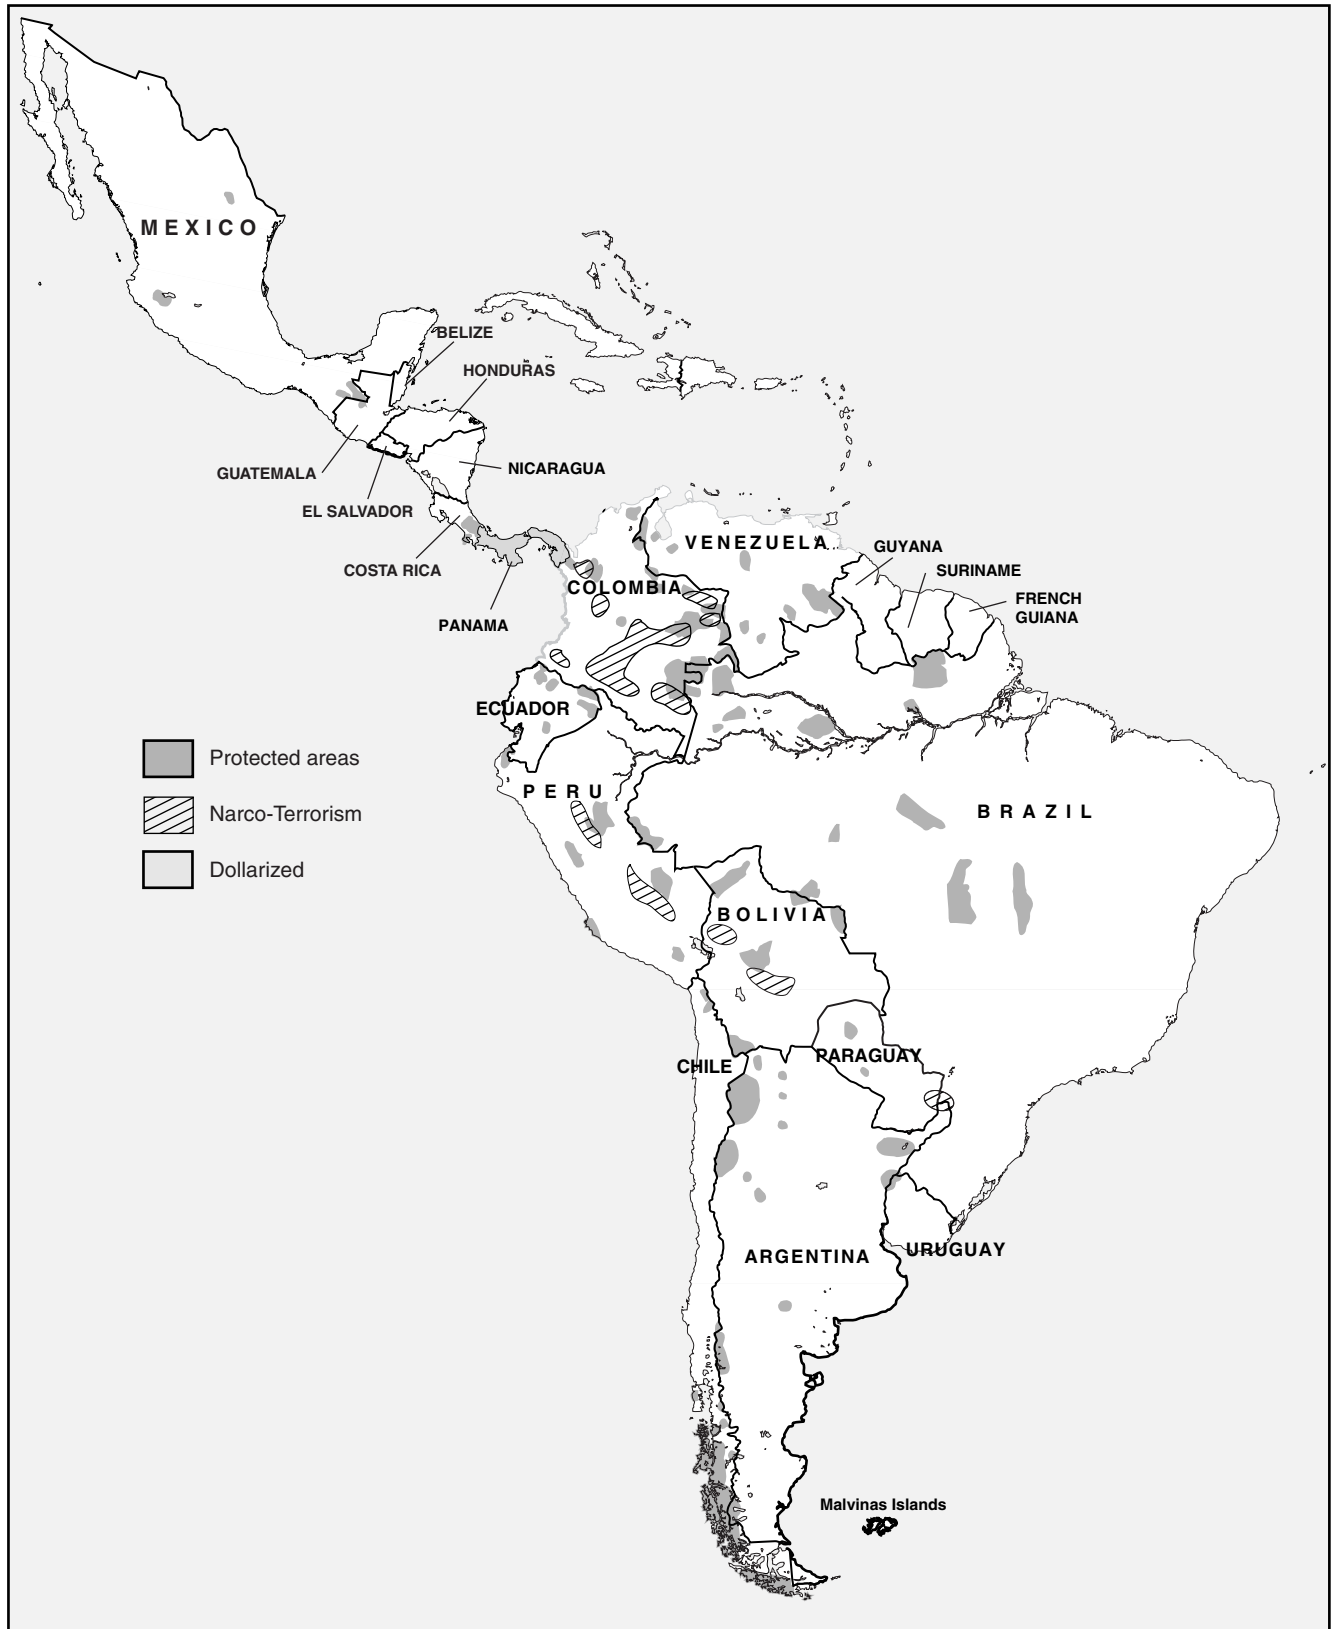 MEXICO
BELIZE
HONDURAS
GUATEMALA
NICARAGUA
EL SALVADOR
COSTA RICA
PANAMA
VENEZUELA
GUYANA
SURINAME
FRENCH
GUIANA
COLOMBIA
ECUADOR
Protected areas
Narco-Terrorism
Dollarized
PERU
BRAZIL
BOLIVIA
PARAGUAY
CHILE
ARGENTINA
URUGUAY
Malvinas Islands